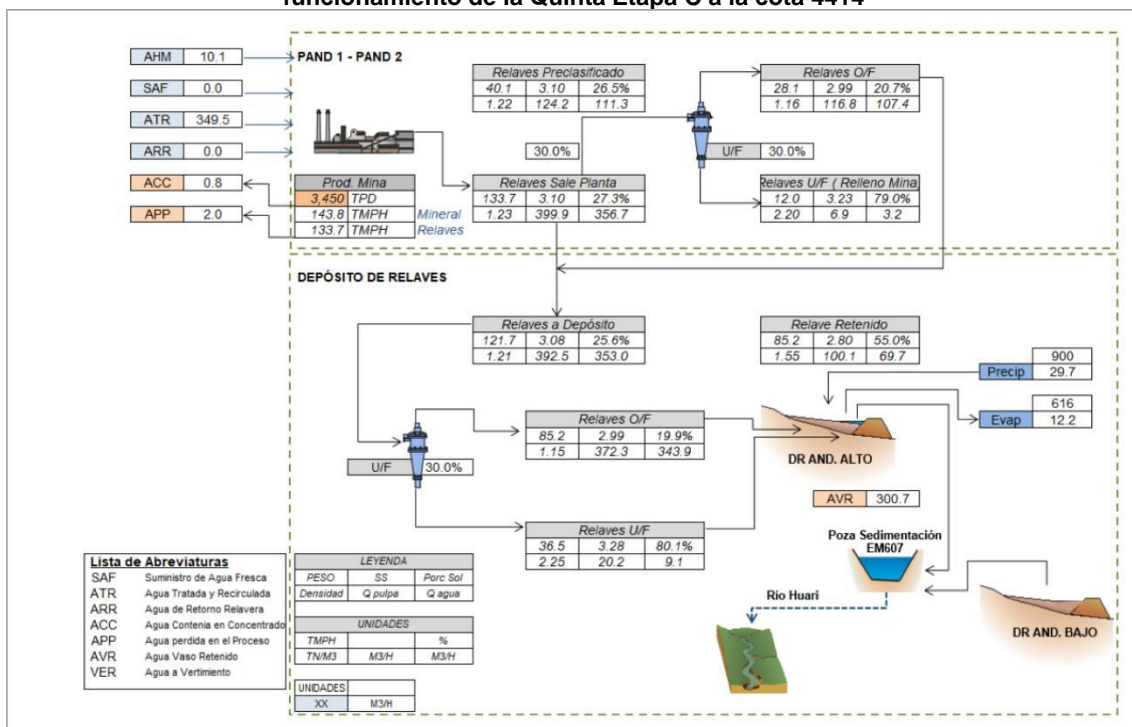 funcionamiento de la Quinta Etapa C a la cota 4414
AHM 10.1
SAF 0.0
ATR 349.5
ARR 0.0
ACC 0.8
APP 2.0
PAND 1 - PAND 2
Prod. Mina
3,450 TPD
143.8 TMPH Mineral
133.7 TMPH Relaves
Relaves Preclasificado
40.1 3.10 26.5%
1.22 124.2 111.3
30.0%
Relaves Sale Planta
133.7 3.10 27.3%
1.23 399.9 356.7
U/F 30.0%
Relaves O/F
28.1 2.99 20.7%
1.16 116.8 107.4
Relaves U/F ( Relleno Mina)
12.0 3.23 79.0%
2.20 6.9 3.2
DEPÓSITO DE RELAVES
Relaves a Depósito
121.7 3.08 25.6%
1.21 392.5 353.0
Relave Retenido
85.2 2.80 55.0%
1.55 100.1 69.7
900
Precip 29.7
616
Evap 12.2
U/F 30.0%
Relaves O/F
85.2 2.99 19.9%
1.15 372.3 343.9
DR AND. ALTO
AVR 300.7
Relaves U/F
36.5 3.28 80.1%
2.25 20.2 9.1
Poza Sedimentación
EM607
Río Huari
DR AND. BAJO
Lista de Abreviaturas
SAF Suministro de Agua Fresca
ATR Agua Tratada y Recirculada
ARR Agua de Retorno Relavera
ACC Agua Contenia en Concentrado
APP Agua perdida en el Proceso
AVR Agua Vaso Retenido
VER Agua a Vertimiento
LEYENDA
PESO SS Porc Sol
Densidad Q pulpa Q agua
UNIDADES
TMPH %
TN/M3 M3/H M3/H
UNIDADES
XX M3/H